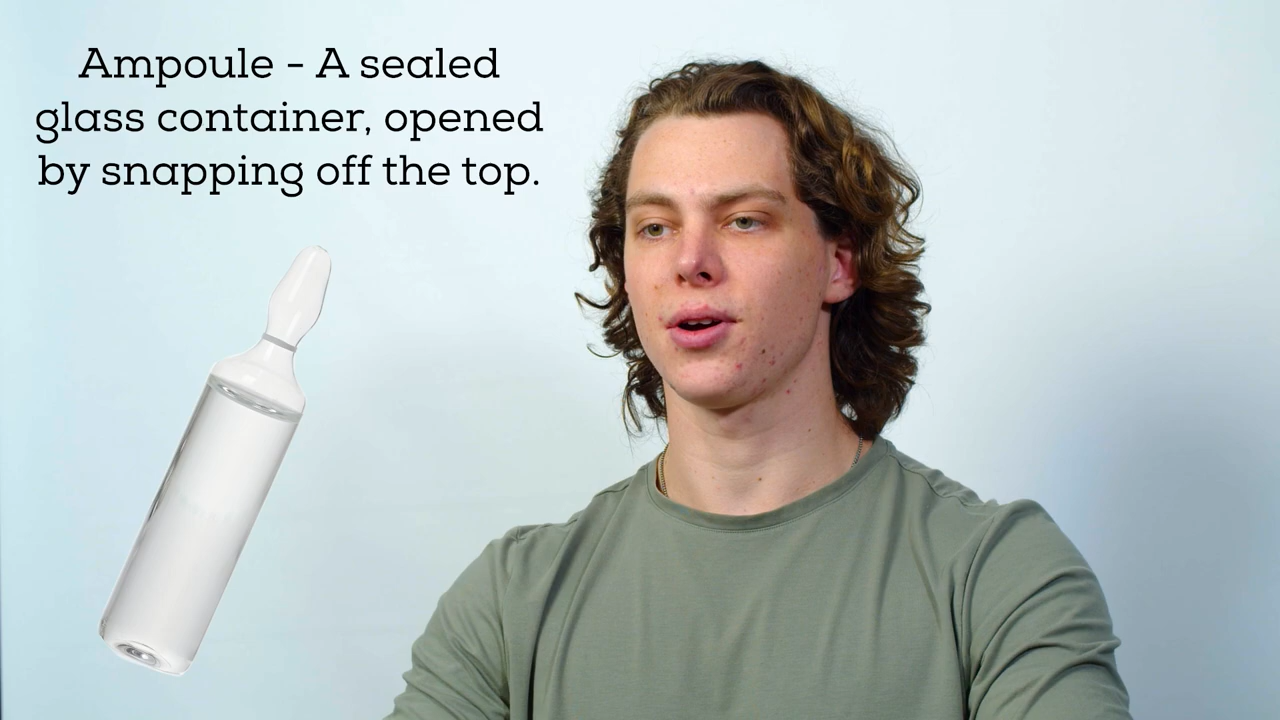 Ampoule - A sealed
glass container, opened
by snapping off the top.